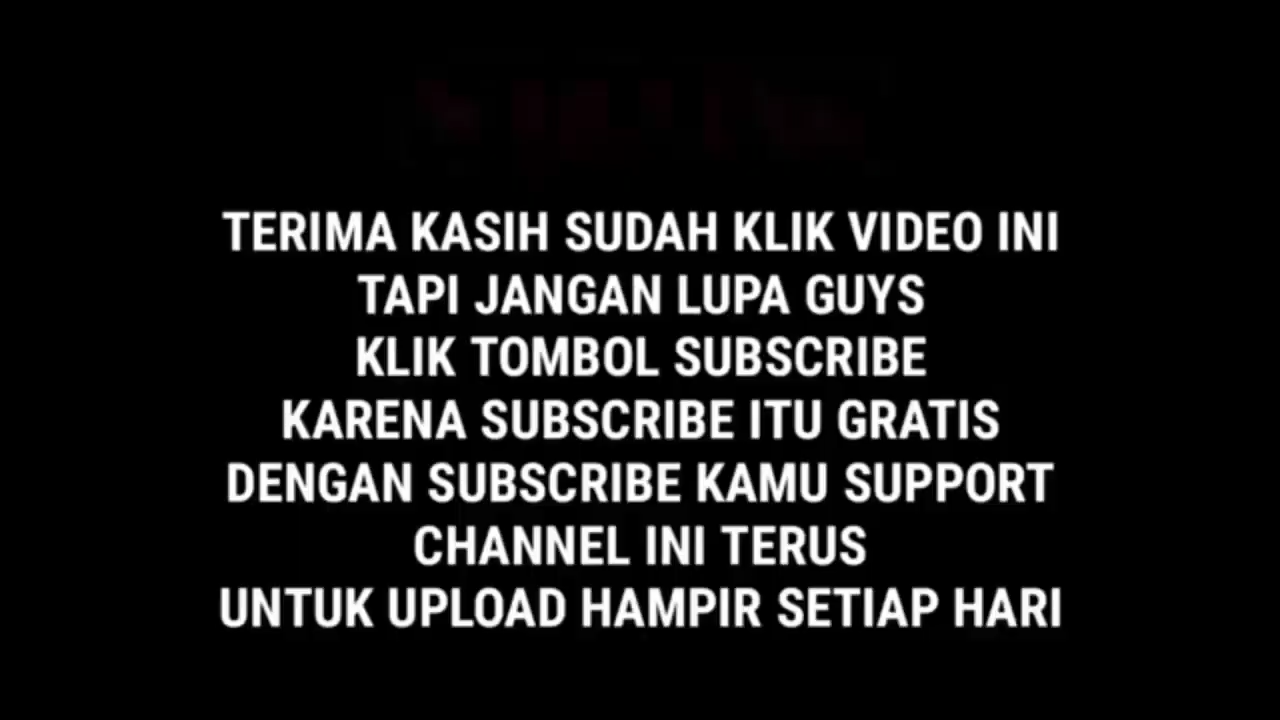 TERIMA KASIH SUDAH KLIK VIDEO INI
TAPI JANGAN LUPA GUYS
KLIK TOMBOL SUBSCRIBE
KARENA SUBSCRIBE ITU GRATIS
DENGAN SUBSCRIBE KAMU SUPPORT
CHANNEL INI TERUS
UNTUK UPLOAD HAMPIR SETIAP HARI